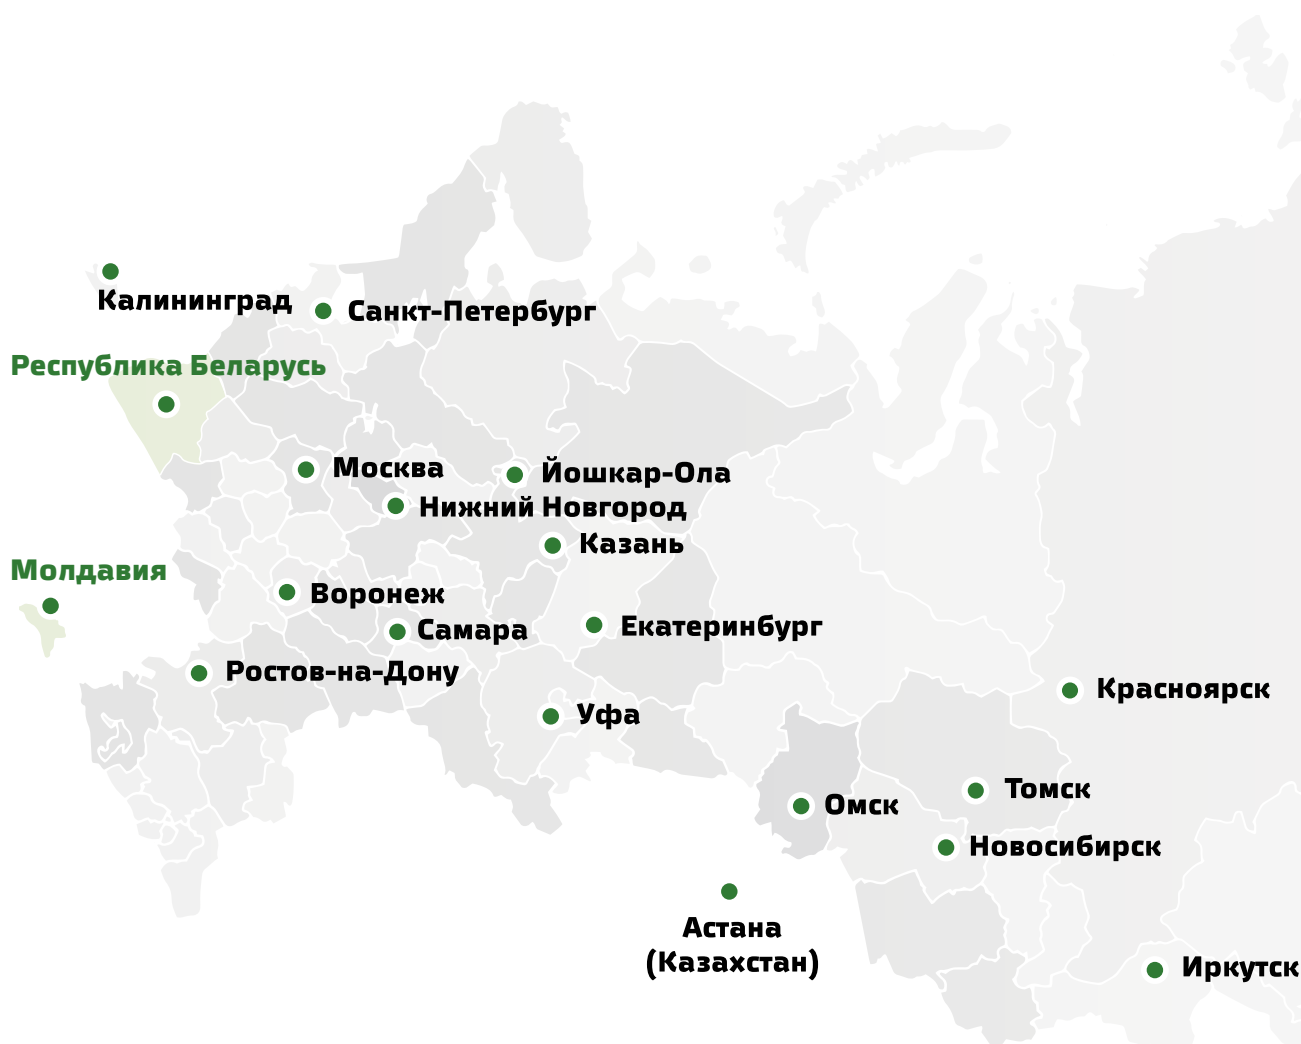 Калининград
Санкт-Петербург
Республика Беларусь
Москва
Йошкар-Ола
Нижний Новгород
Казань
Молдавия
Воронеж
Самара
Екатеринбург
Ростов-на-Дону
Красноярск
Уфа
Томск
Омск
Новосибирск
Астана
(Казахстан)
Иркутск